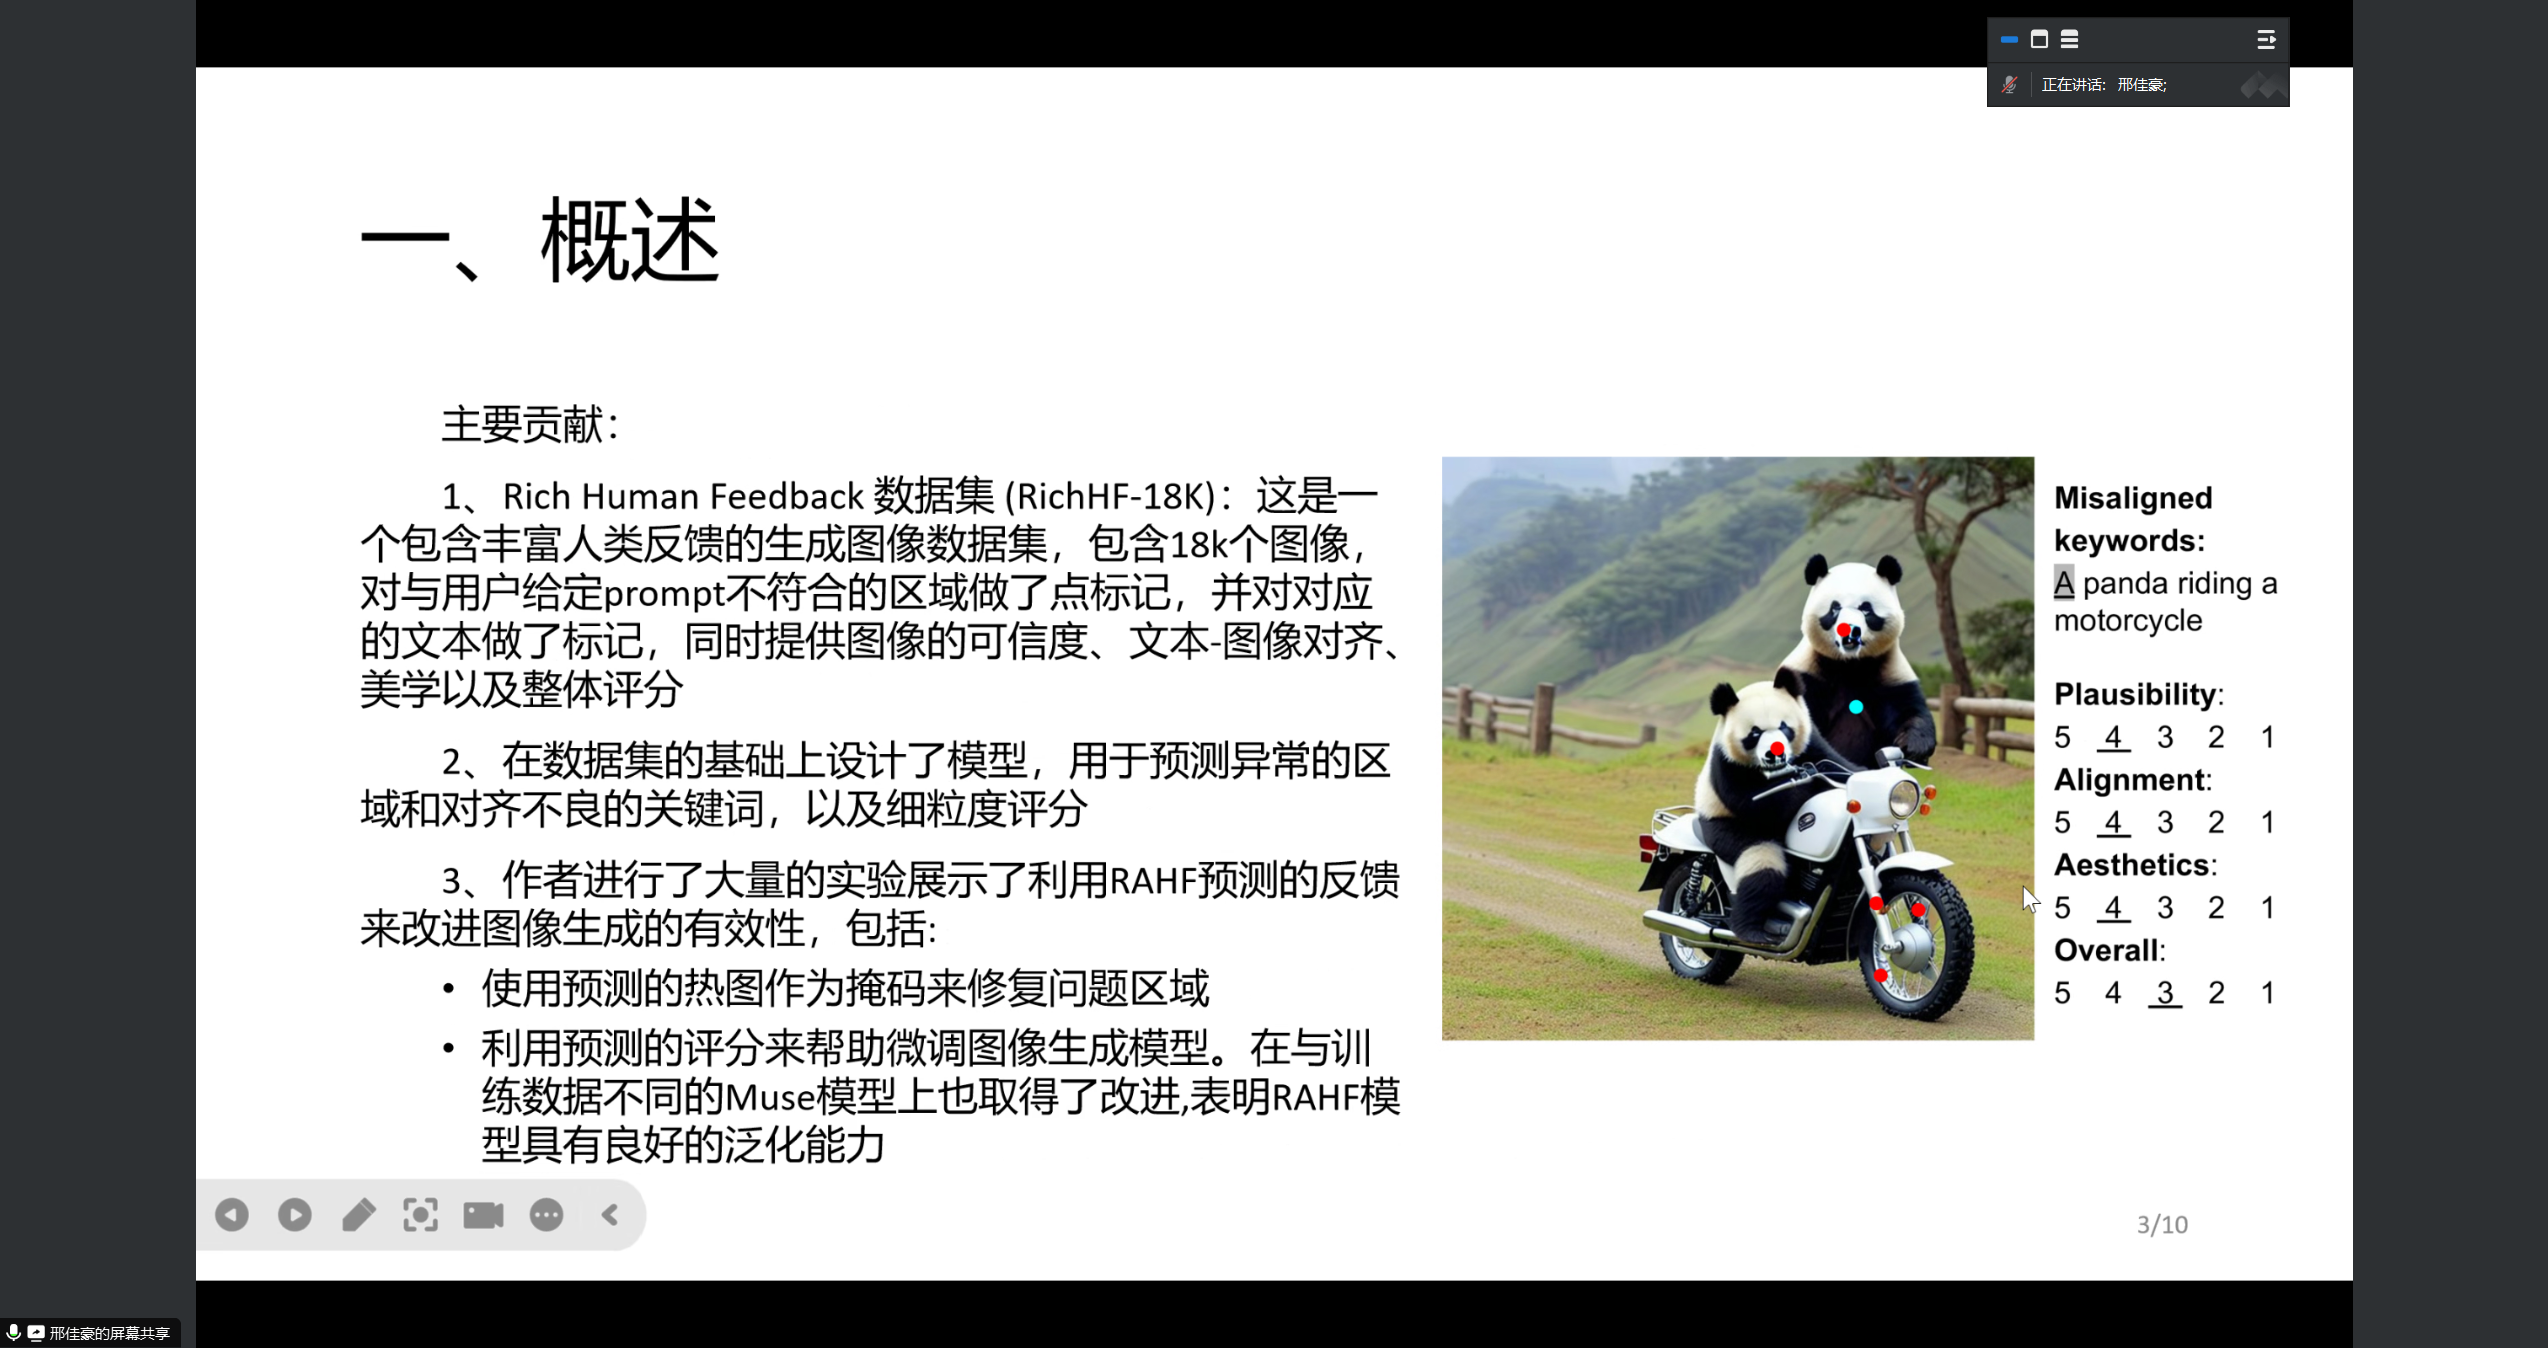 正在讲话: 邢佳豪;
一、概述
主要贡献：
1、Rich Human Feedback 数据集 (RichHF-18K)：这是一
个包含丰富人类反馈的生成图像数据集，包含18k个图像，
对与用户给定prompt不符合的区域做了点标记，并对对应
的文本做了标记，同时提供图像的可信度、文本-图像对齐、
美学以及整体评分
2、在数据集的基础上设计了模型，用于预测异常的区
域和对齐不良的关键词，以及细粒度评分
3、作者进行了大量的实验展示了利用RAHF预测的反馈
来改进图像生成的有效性，包括:
• 使用预测的热图作为掩码来修复问题区域
• 利用预测的评分来帮助微调图像生成模型。在与训
练数据不同的Muse模型上也取得了改进,表明RAHF模
型具有良好的泛化能力
Misaligned
keywords:
A panda riding a
motorcycle
Plausibility:
5 4 3 2 1
Alignment:
5 4 3 2 1
Aesthetics:
5 4 3 2 1
Overall:
5 4 3 2 1
3/10
邢佳豪的屏幕共享